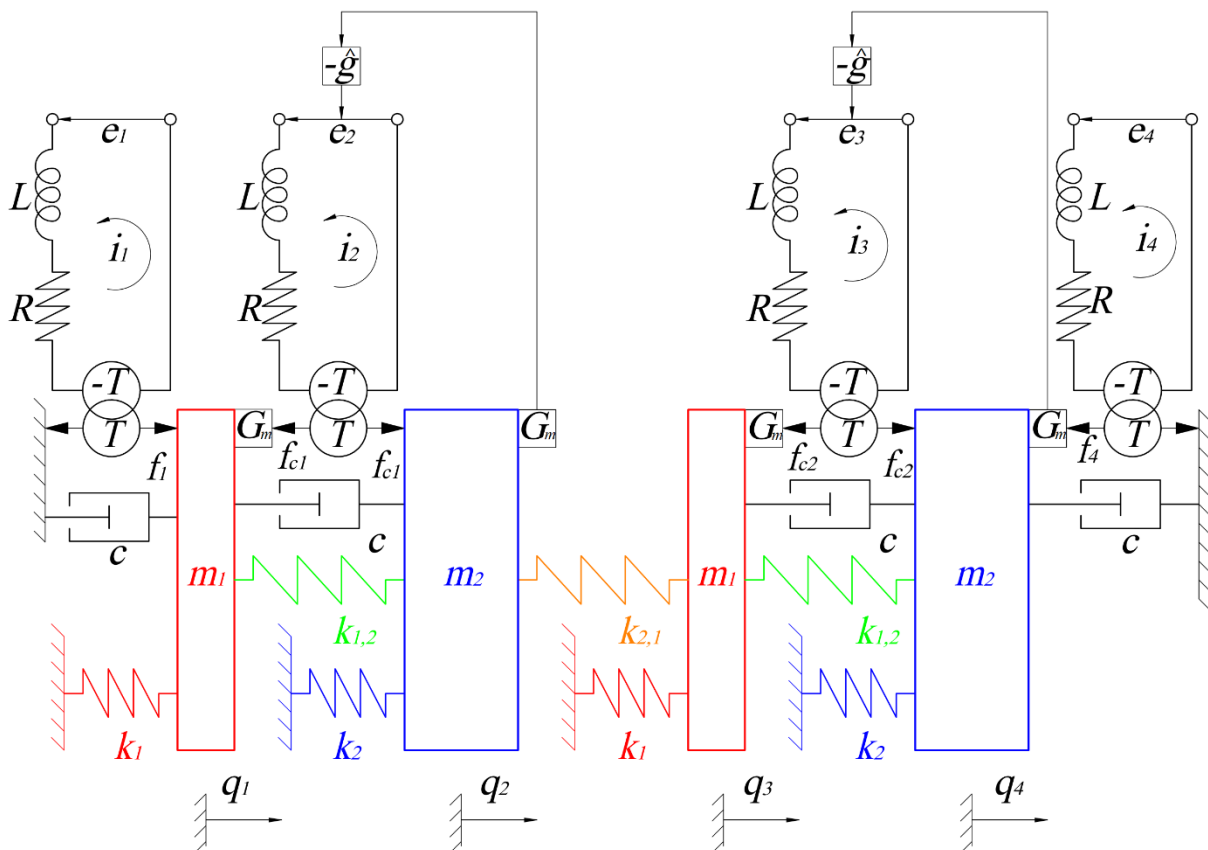 -ĝ -ĝ
e1 e2 e3 e4
L L L L
i1 i2 i3 i4
R R R R
-T -T -T -T
T Gm T Gm Gm T Gm T
f1 fc1 fc1 fc2 fc2 f4
c c c c
m1 m2 m1 m2
k1,2 k2,1 k1,2
k1 k2 k1 k2
q1 q2 q3 q4